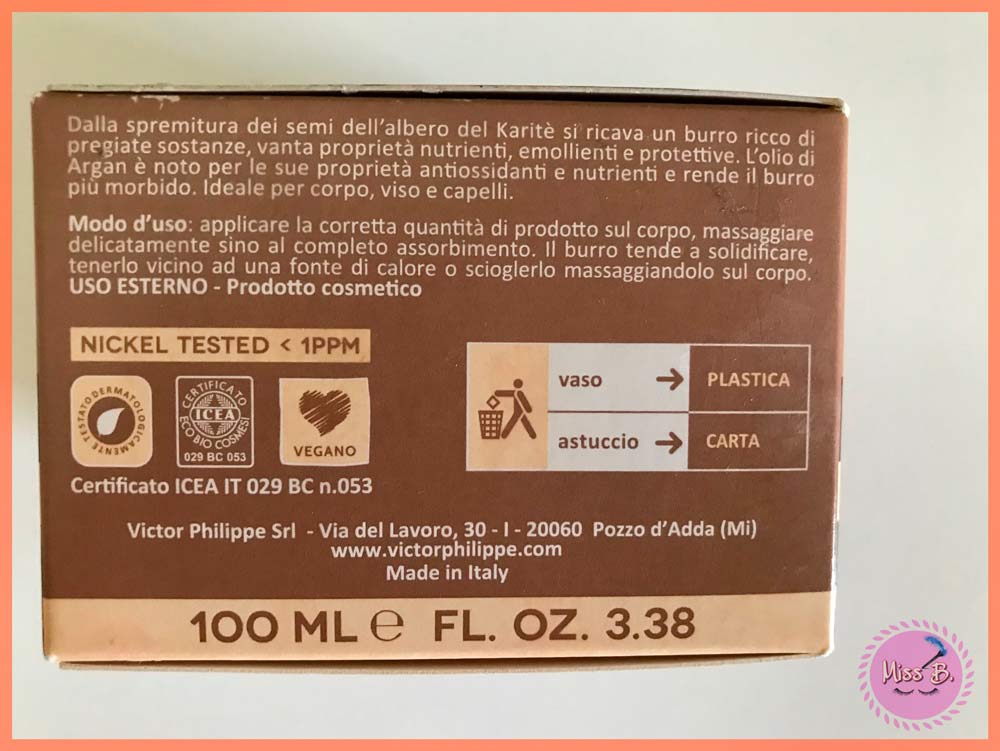 Dalla spremitura dei semi dell'albero del Karitè si ricava un burro ricco di
pregiate sostanze, vanta proprietà nutrienti, emollienti e protettive. L'olio di
Argan è noto per le sue proprietà antiossidanti e nutrienti e rende il burro
più morbido. Ideale per corpo, viso e capelli.
Modo d'uso: applicare la corretta quantità di prodotto sul corpo, massaggiare
delicatamente sino al completo assorbimento. Il burro tende a solidificare,
tenerlo vicino ad una fonte di calore o scioglerlo massaggiandolo sul corpo.
USO ESTERNO - Prodotto cosmetico
NICKEL TESTED < 1PPM
TESTATO DERMATOLOGICAMENTE
CERTIFICATO
ICEA
ECO BIO COSMESI
029 BC 053
VEGANO
Certificato ICEA IT 029 BC n.053
vaso → PLASTICA
astuccio → CARTA
Victor Philippe Srl - Via del Lavoro, 30 - I - 20060 Pozzo d'Adda (Mi)
www.victorphilippe.com
Made in Italy
100 ML ℮ FL. OZ. 3.38
Miss B.